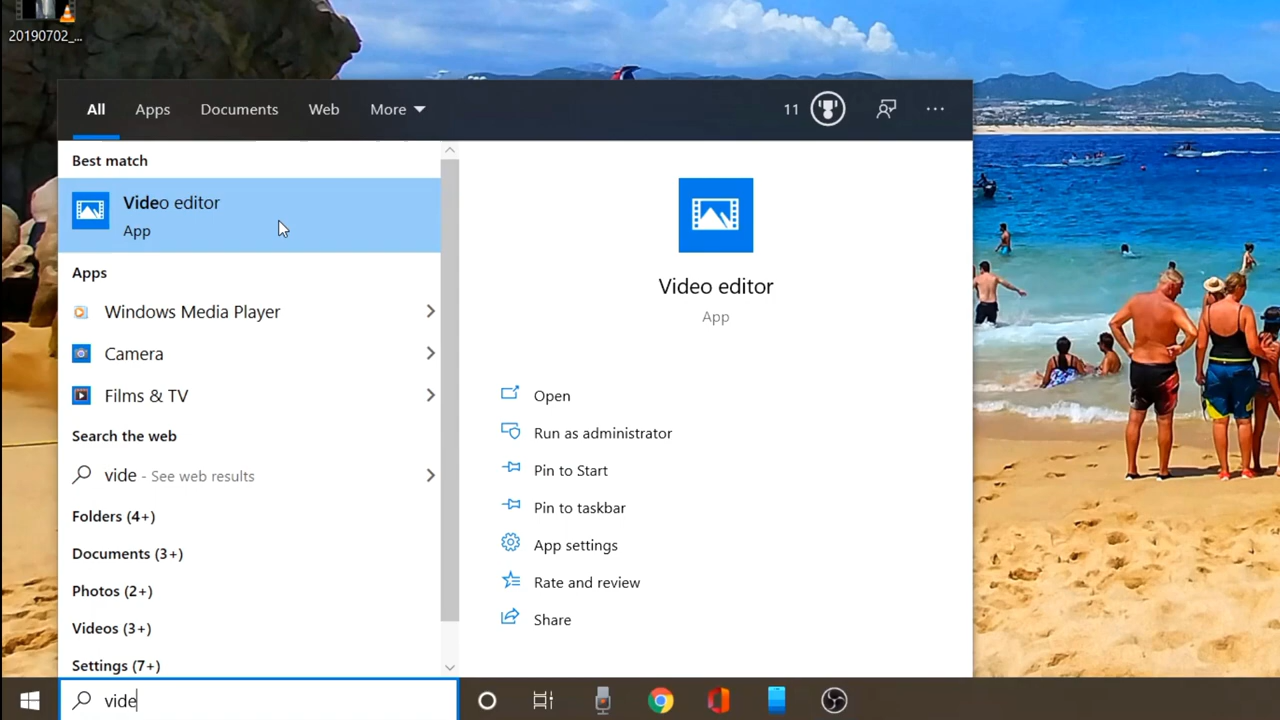 20190702_...
All Apps Documents Web More 11 ...
Best match
Video editor
App
Apps
Windows Media Player
Camera
Films & TV
Search the web
vide - See web results
Folders (4+)
Documents (3+)
Photos (2+)
Videos (3+)
Settings (7+)
Video editor
App
Open
Run as administrator
Pin to Start
Pin to taskbar
App settings
Rate and review
Share
vide